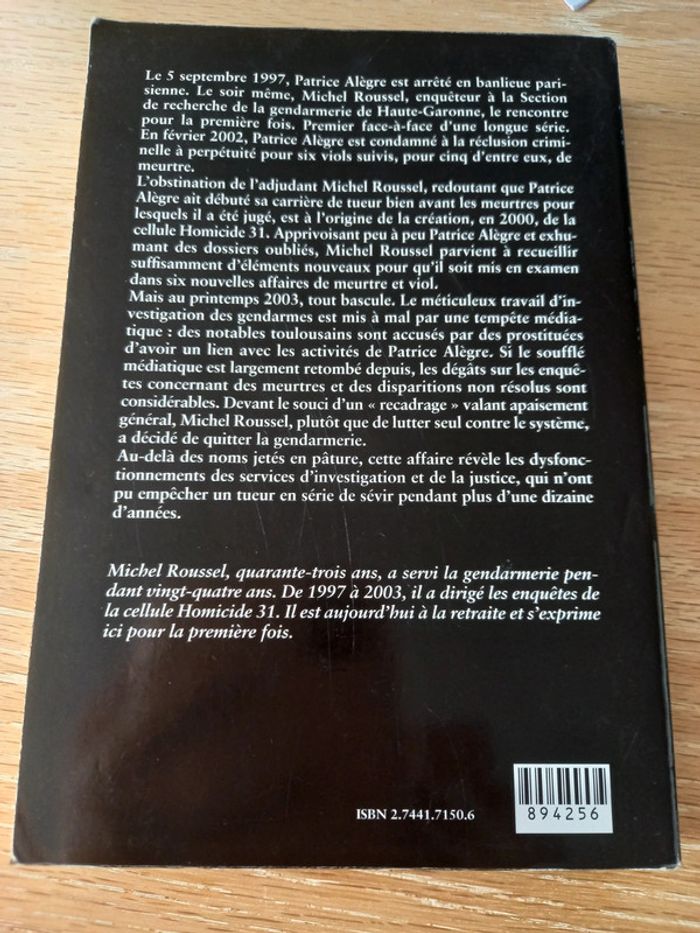 Le 5 septembre 1997, Patrice Alègre est arrêté en banlieue pari-
sienne. Le soir même, Michel Roussel, enquêteur à la Section
de recherche de la gendarmerie de Haute-Garonne, le rencontre
pour la première fois. Premier face-à-face d'une longue série.
En février 2002, Patrice Alègre est condamné à la réclusion crimi-
nelle à perpétuité pour six viols suivis, pour cinq d'entre eux, de
meurtre.
L'obstination de l'adjudant Michel Roussel, redoutant que Patrice
Alègre ait débuté sa carrière de tueur bien avant les meurtres pour
lesquels il a été jugé, est à l'origine de la création, en 2000, de la
cellule Homicide 31. Apprivoisant peu à peu Patrice Alègre et exhu-
mant des dossiers oubliés, Michel Roussel parvient à recueillir
suffisamment d'éléments nouveaux pour qu'il soit mis en examen
dans six nouvelles affaires de meurtre et viol.
Mais au printemps 2003, tout bascule. Le méticuleux travail d'in-
vestigation des gendarmes est mis à mal par une tempête média-
tique : des notables toulousains sont accusés par des prostituées
d'avoir un lien avec les activités de Patrice Alègre. Si le soufflé
médiatique est largement retombé depuis, les dégâts sur les enquê-
tes concernant des meurtres et des disparitions non résolus sont
considérables. Devant le souci d'un « recadrage » valant apaisement
général, Michel Roussel, plutôt que de lutter seul contre le système,
a décidé de quitter la gendarmerie.
Au-delà des noms jetés en pâture, cette affaire révèle les dysfonc-
tionnements des services d'investigation et de la justice, qui n'ont
pu empêcher un tueur en série de sévir pendant plus d'une dizaine
d'années.
Michel Roussel, quarante-trois ans, a servi la gendarmerie pen-
dant vingt-quatre ans. De 1997 à 2003, il a dirigé les enquêtes de
la cellule Homicide 31. Il est aujourd'hui à la retraite et s'exprime
ici pour la première fois.
ISBN 2.7441.7150.6
894256